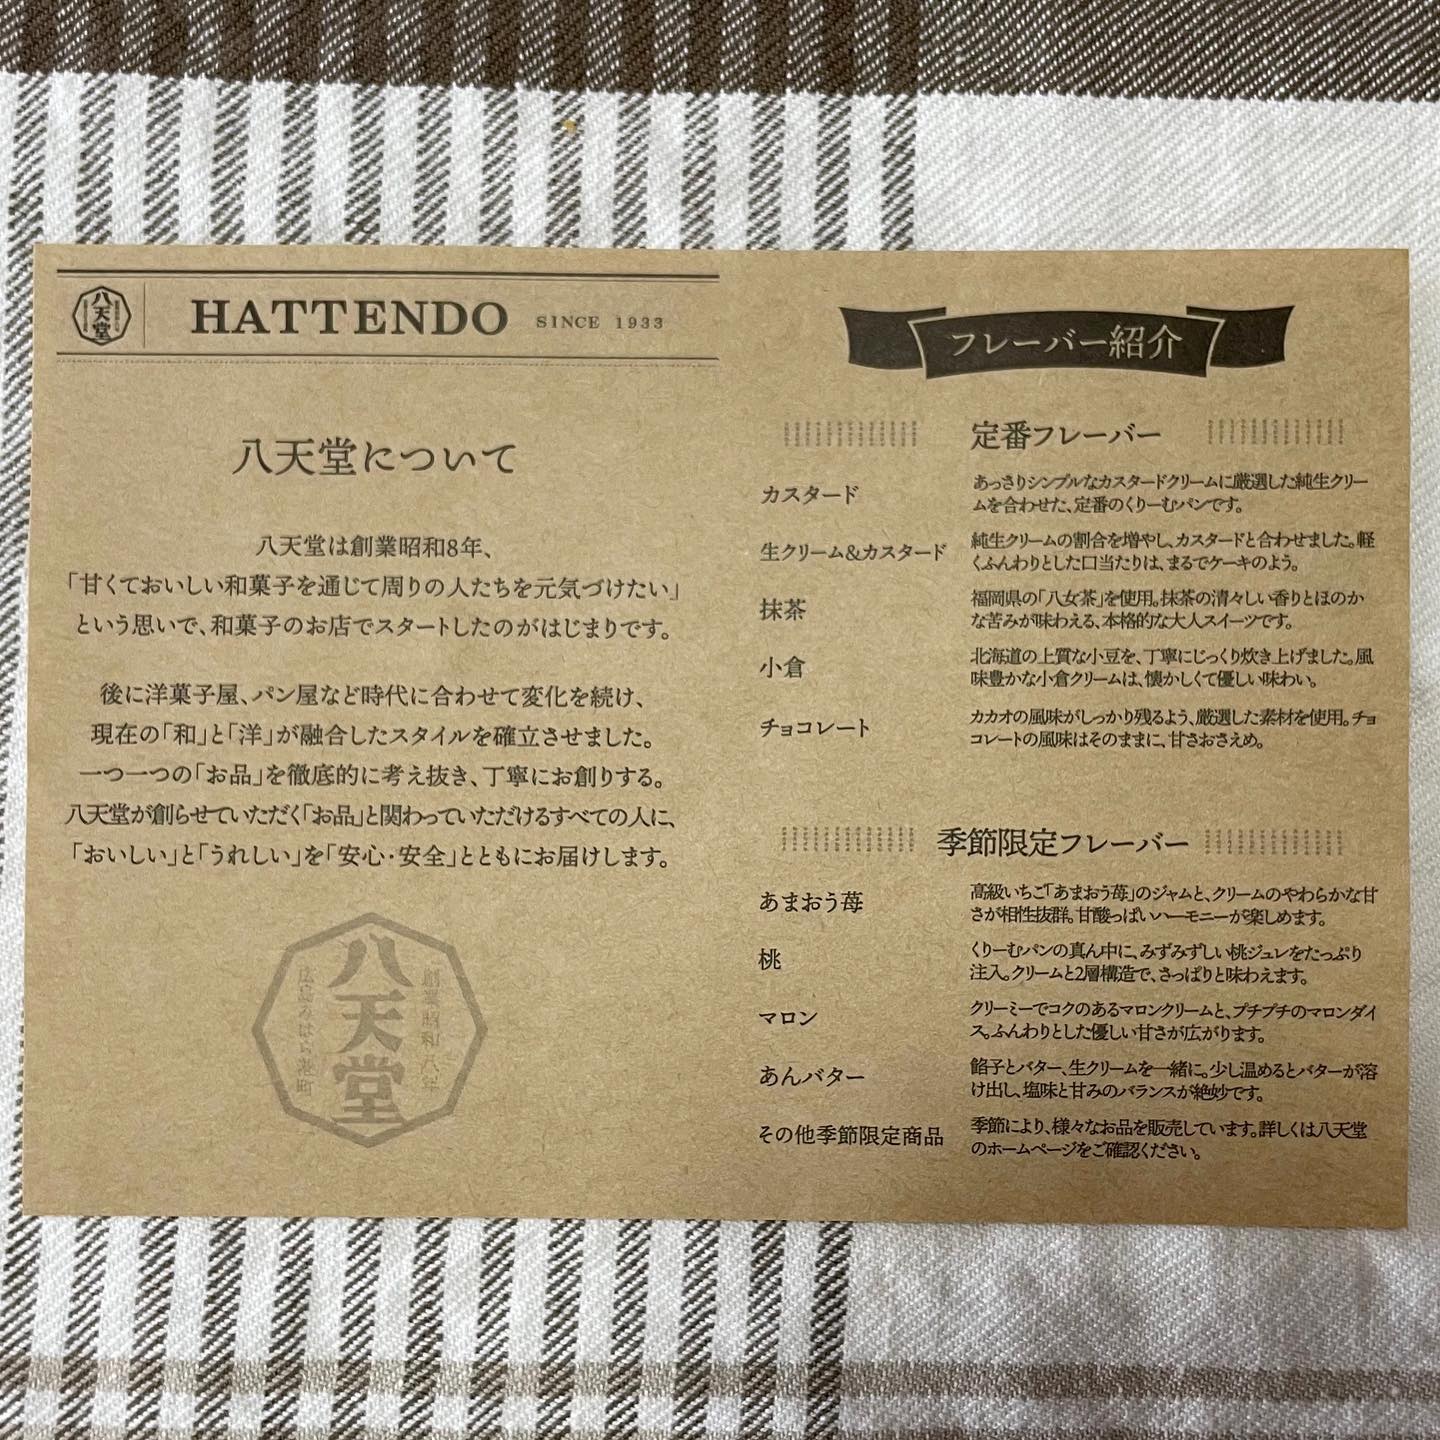 八天堂
HATTENDO SINCE 1933
八天堂について
八天堂は創業昭和8年、
「甘くておいしい和菓子を通じて周りの人たちを元気づけたい」
という思いで、和菓子のお店でスタートしたのがはじまりです。
後に洋菓子屋、パン屋など時代に合わせて変化を続け、
現在の「和」と「洋」が融合したスタイルを確立させました。
一つ一つの「お品」を徹底的に考え抜き、丁寧にお創りする。
八天堂が創らせていただく「お品」と関わっていただけるすべての人に、
「おいしい」と「うれしい」を「安心・安全」とともにお届けします。
創業昭和八年
八天堂
フレーバー紹介
定番フレーバー
カスタード
あっさりシンプルなカスタードクリームに厳選した純生クリー
ムを合わせた、定番のくりーむパンです。
生クリーム&カスタード
純生クリームの割合を増やし、カスタードと合わせました。軽
くふんわりとした口当たりは、まるでケーキのよう。
抹茶
福岡県の「八女茶」を使用。抹茶の清々しい香りとほのか
な苦みが味わえる、本格的な大人スイーツです。
小倉
北海道の上質な小豆を、丁寧にじっくり炊き上げました。風
味豊かな小倉クリームは、懐かしくて優しい味わい。
チョコレート
カカオの風味がしっかり残るよう、厳選した素材を使用。チョ
コレートの風味はそのままに、甘さおさえめ。
季節限定フレーバー
あまおう苺
高級いちご「あまおう苺」のジャムと、クリームのやわらかな甘
さが相性抜群。甘酸っぱいハーモニーが楽しめます。
桃
くりーむパンの真ん中に、みずみずしい桃ジュレをたっぷり
注入。クリームと2層構造で、さっぱりと味わえます。
マロン
クリーミーでコクのあるマロンクリームと、プチプチのマロンダイ
ス。ふんわりとした優しい甘さが広がります。
あんバター
餡子とバター、生クリームを一緒に。少し温めるとバターが溶
け出し、塩味と甘みのバランスが絶妙です。
その他季節限定商品
季節により、様々なお品を販売しています。詳しくは八天堂
のホームページをご確認ください。